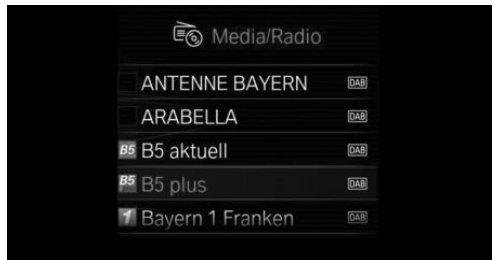 Media/Radio
ANTENNE BAYERN DAB
ARABELLA DAB
B5 B5 aktuell DAB
B5 B5 plus DAB
1 Bayern 1 Franken DAB